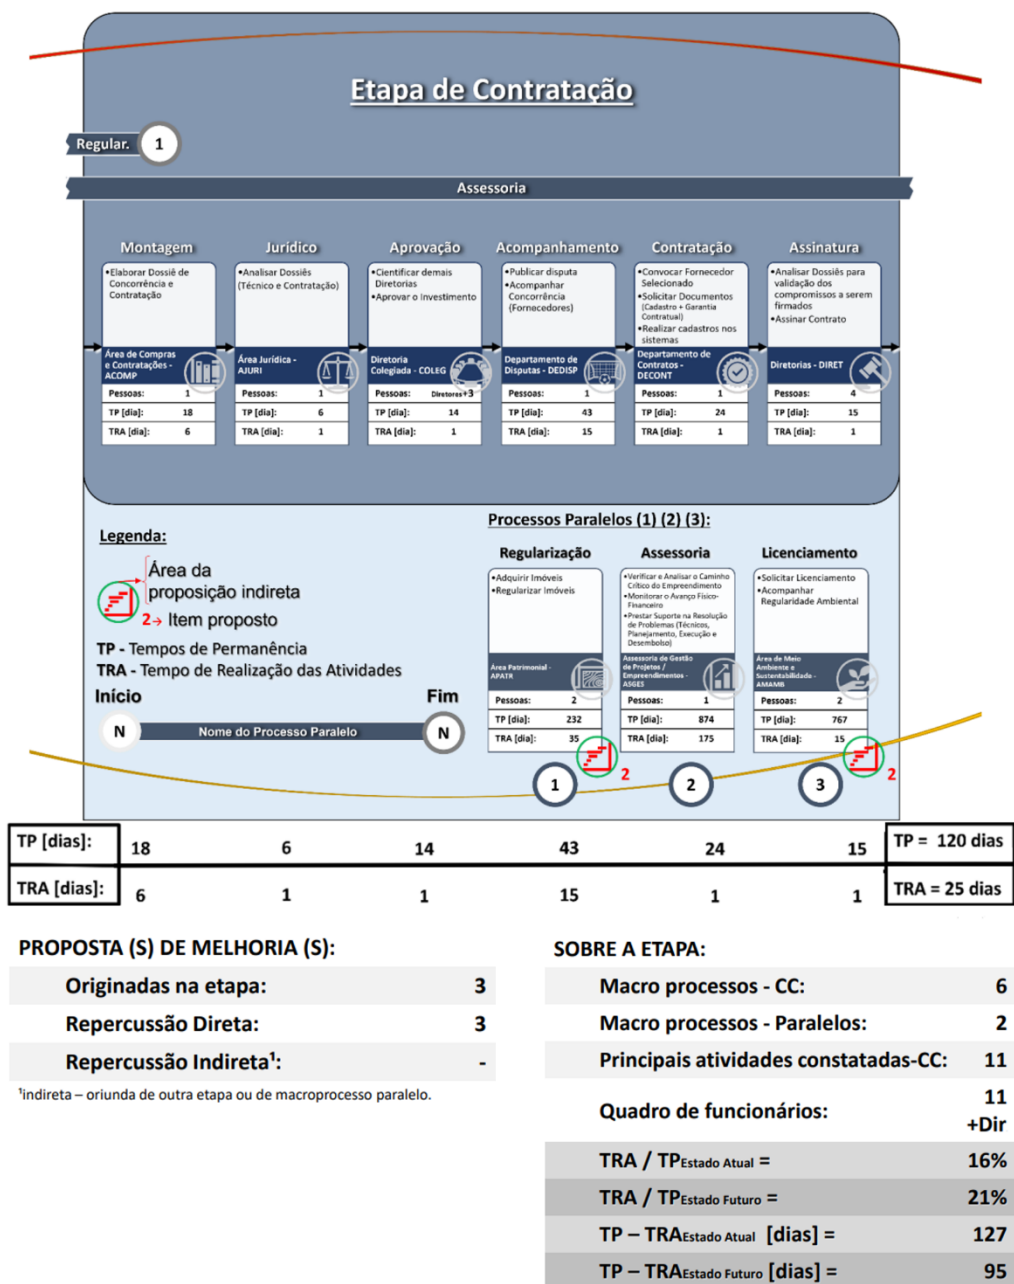 Etapa de Contratação
Regular. 1
Assessoria
Montagem
•Elaborar Dossiê de
Concorrência e
Contratação
Área de Compras
e Contratações -
ACOMP
Pessoas: 1
TP [dia]: 18
TRA [dia]: 6
Jurídico
•Analisar Dossiês
(Técnico e Contratação)
Área Jurídica -
AJURI
Pessoas: 1
TP [dia]: 6
TRA [dia]: 1
Aprovação
•Cientificar demais
Diretorias
•Aprovar o Investimento
Diretoria
Colegiada - COLEG
Pessoas: Diretores+3
TP [dia]: 14
TRA [dia]: 1
Acompanhamento
•Publicar disputa
•Acompanhar
Concorrência
(Fornecedores)
Departamento de
Disputas - DEDISP
Pessoas: 1
TP [dia]: 43
TRA [dia]: 15
Contratação
•Convocar Fornecedor
Selecionado
•Solicitar Documentos
(Cadastro + Garantia
Contratual)
•Realizar cadastros nos
sistemas
Departamento de
Contratos - DECONT
Pessoas: 1
TP [dia]: 24
TRA [dia]: 1
Assinatura
•Analisar Dossiês para
validação dos
compromissos a serem
firmados
•Assinar Contrato
Diretorias - DIRET
Pessoas: 4
TP [dia]: 15
TRA [dia]: 1
Legenda:
Área da
proposição indireta
2→ Item proposto
TP - Tempos de Permanência
TRA - Tempo de Realização das Atividades
Início
Fim
N
Nome do Processo Paralelo
N
Processos Paralelos (1) (2) (3):
Regularização
•Adquirir Imóveis
•Regularizar Imóveis
Área Patrimonial -
APATR
Pessoas: 2
TP [dia]: 232
TRA [dia]: 35
2
1
Assessoria
•Verificar e Analisar o Caminho
Crítico do Empreendimento
•Monitorar o Avanço Físico-
Financeiro
•Prestar Suporte na Resolução
de Problemas (Técnicos,
Planejamento, Execução e
Desembolso)
Assessoria de Gestão
de Projetos /
Empreendimentos -
ASGES
Pessoas: 1
TP [dia]: 874
TRA [dia]: 175
2
Licenciamento
•Solicitar Licenciamento
•Acompanhar
Regularidade Ambiental
Área de Meio
Ambiente e
Sustentabilidade -
AMAMB
Pessoas: 2
TP [dia]: 767
TRA [dia]: 15
2
3
TP [dias]: 18 6 14 43 24 15 TP = 120 dias
TRA [dias]: 6 1 1 15 1 1 TRA = 25 dias
PROPOSTA (S) DE MELHORIA (S):
Originadas na etapa: 3
Repercussão Direta: 3
Repercussão Indireta¹: -
¹indireta – oriunda de outra etapa ou de macroprocesso paralelo.
SOBRE A ETAPA:
Macro processos - CC: 6
Macro processos - Paralelos: 2
Principais atividades constatadas-CC: 11
Quadro de funcionários: 11
+Dir
TRA / TPEstado Atual = 16%
TRA / TPEstado Futuro = 21%
TP – TRAEstado Atual [dias] = 127
TP – TRAEstado Futuro [dias] = 95